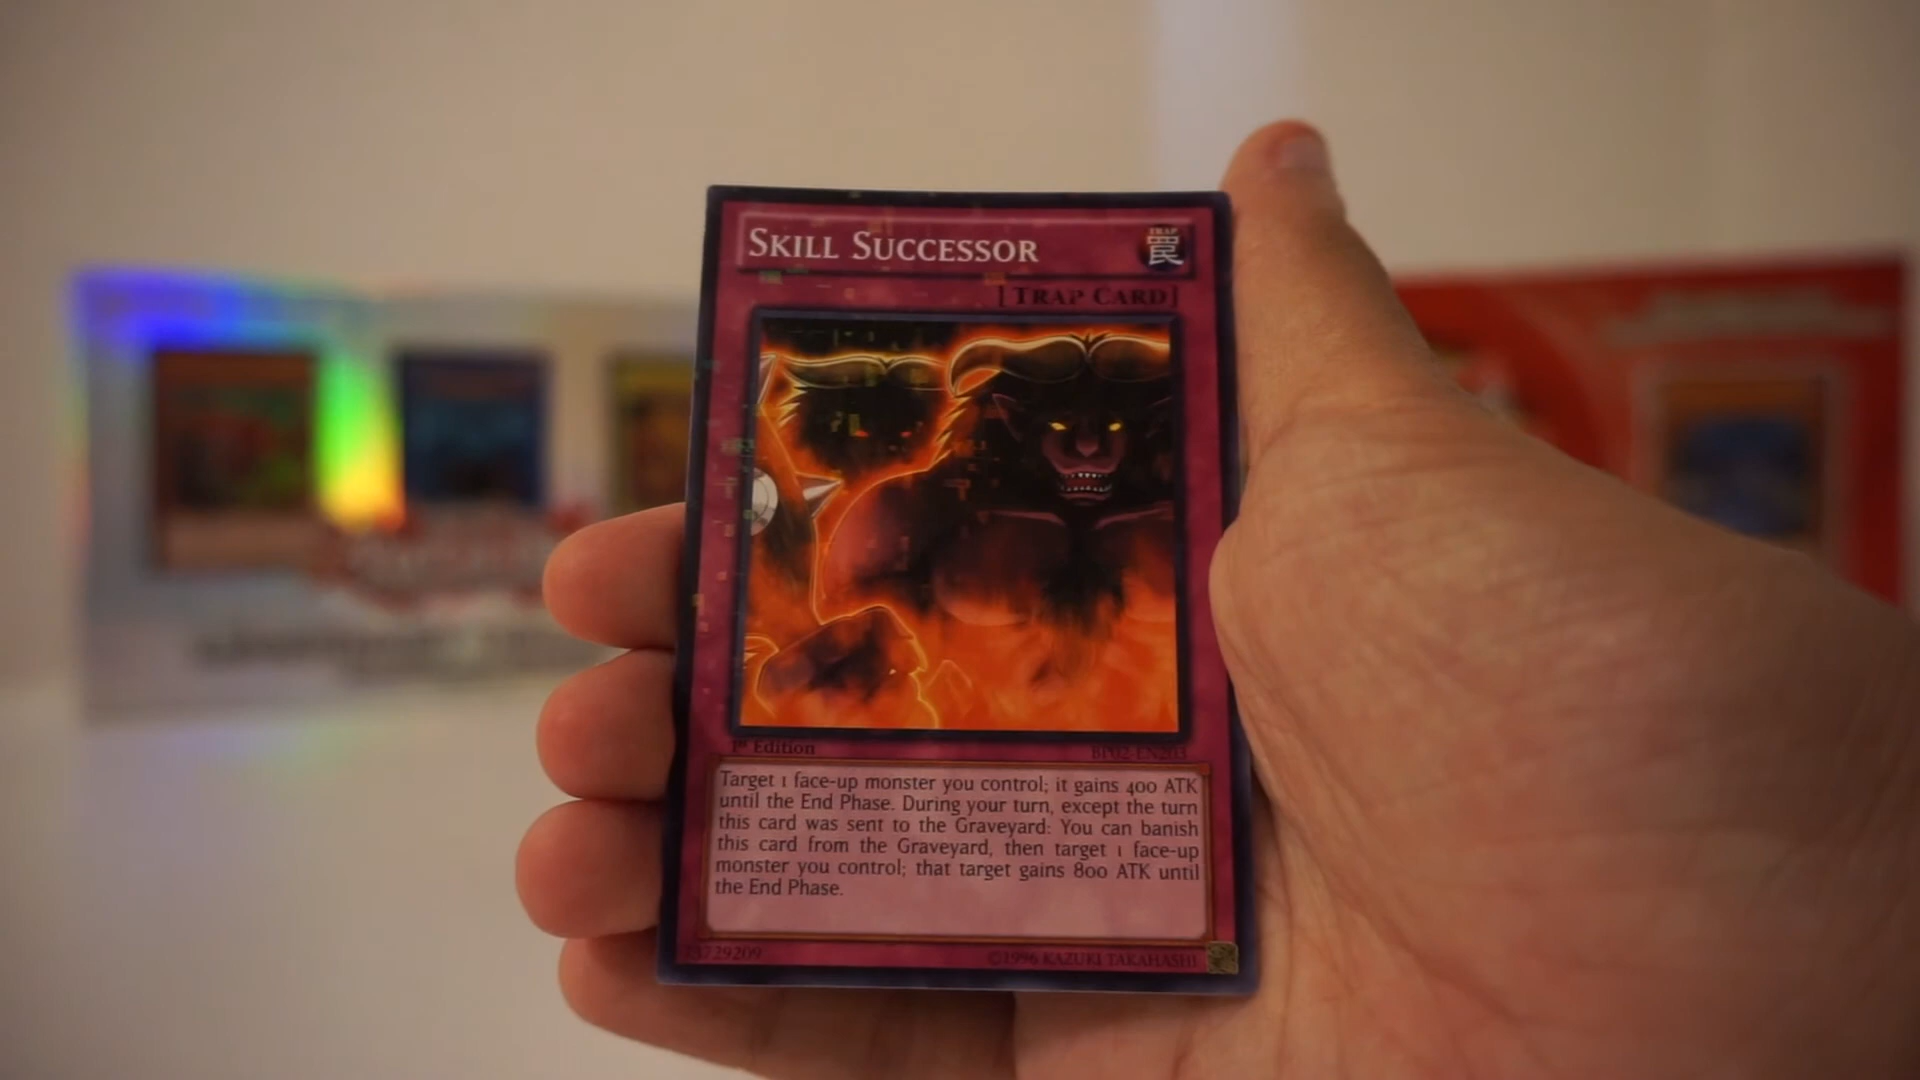 SKILL SUCCESSOR
TRAP
罠
[TRAP CARD]
1st Edition
BP02-EN203
Target 1 face-up monster you control; it gains 400 ATK
until the End Phase. During your turn, except the turn
this card was sent to the Graveyard: You can banish
this card from the Graveyard, then target 1 face-up
monster you control; that target gains 800 ATK until
the End Phase.
73729209
©1996 KAZUKI TAKAHASHI